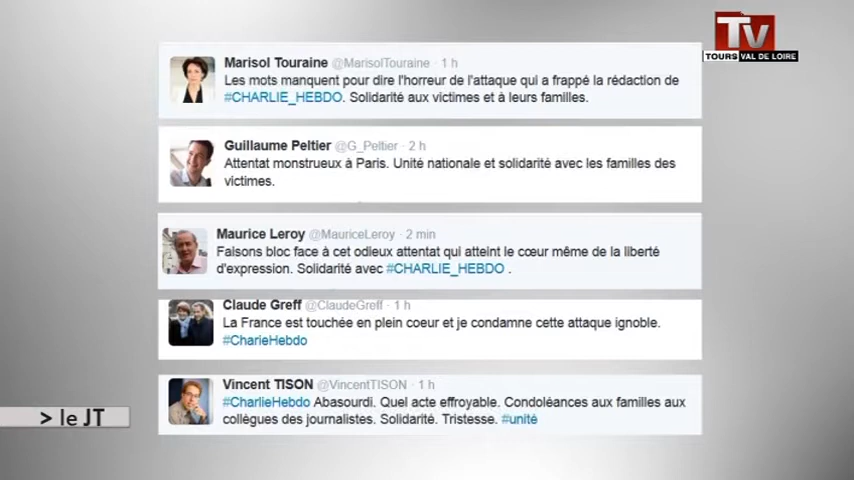 TV
TOURS VAL DE LOIRE
Marisol Touraine @MarisolTouraine · 1 h
Les mots manquent pour dire l'horreur de l'attaque qui a frappé la rédaction de
#CHARLIE_HEBDO. Solidarité aux victimes et à leurs familles.
Guillaume Peltier @G_Peltier · 2 h
Attentat monstrueux à Paris. Unité nationale et solidarité avec les familles des
victimes.
Maurice Leroy @MauriceLeroy · 2 min
Faisons bloc face à cet odieux attentat qui atteint le cœur même de la liberté
d'expression. Solidarité avec #CHARLIE_HEBDO .
Claude Greff @ClaudeGreff · 1 h
La France est touchée en plein coeur et je condamne cette attaque ignoble.
#CharieHebdo
Vincent TISON @VincentTISON · 1 h
#CharlieHebdo Abasourdi. Quel acte effroyable. Condoléances aux familles aux
collègues des journalistes. Solidarité. Tristesse. #unité
> le JT